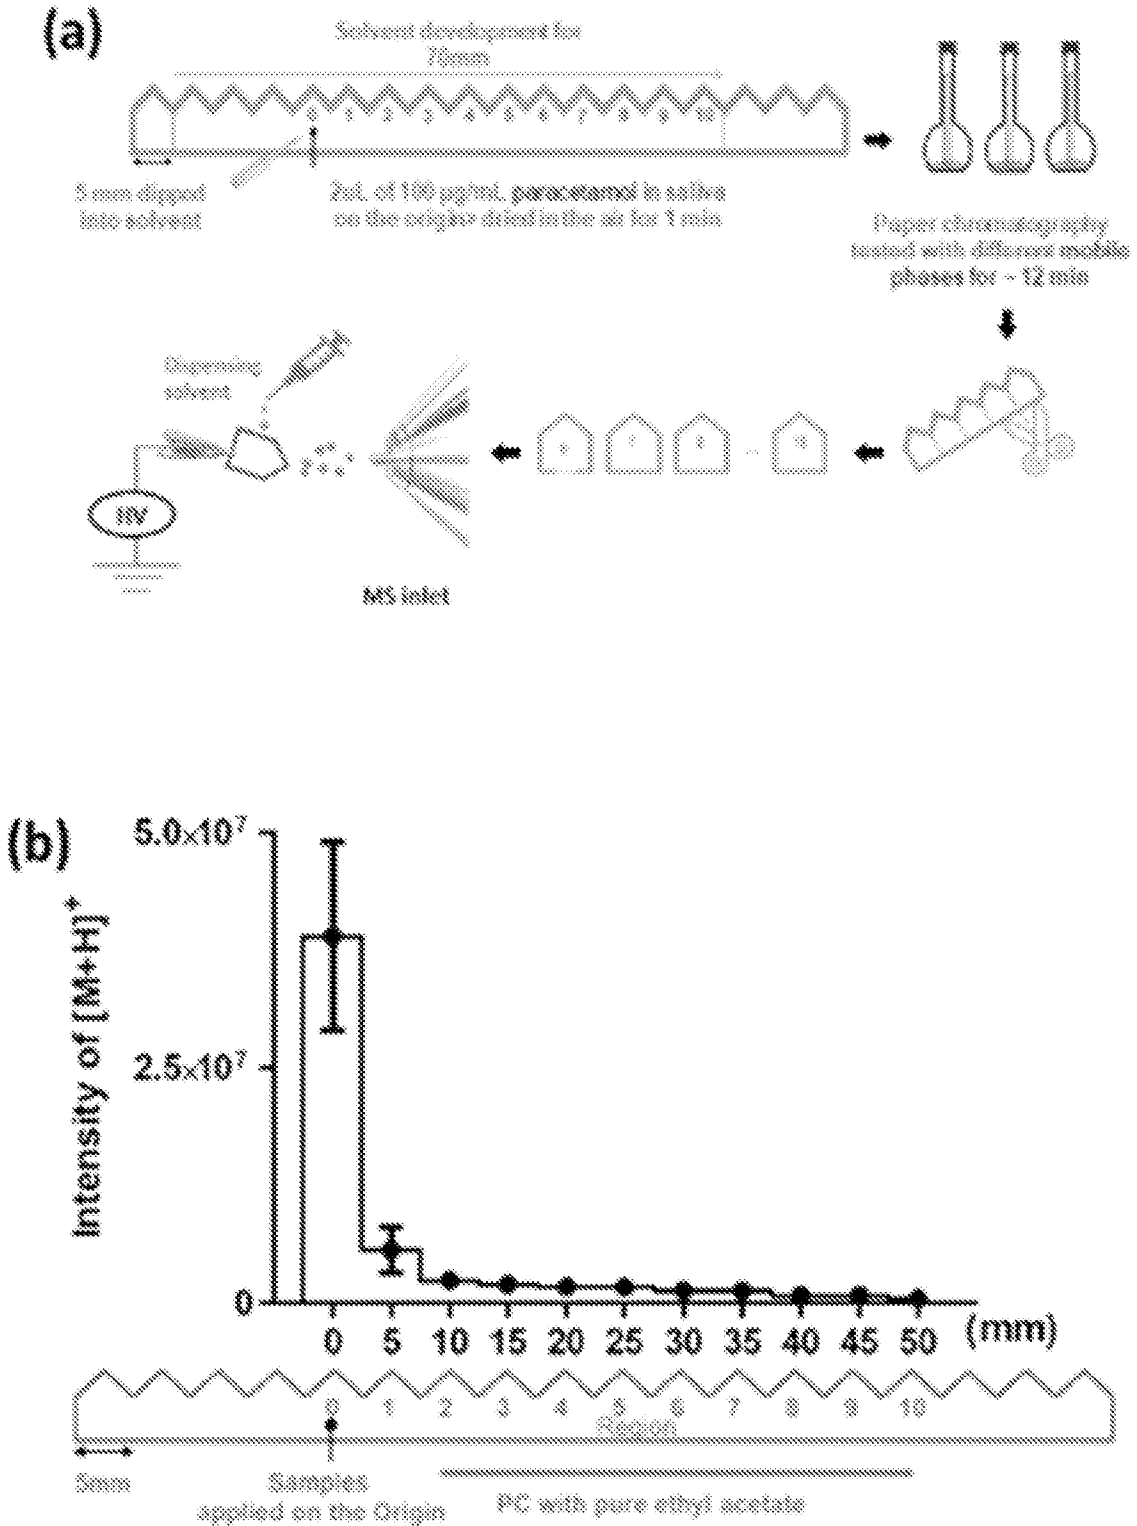 (a)
Solvent development for
70mm
0 1 2 3 4 5 6 7 8 9 10
5 mm dipped
into solvent
2uL of 100 µg/mL paracetamol in saliva
on the origin> dried in the air for 1 min
Paper chromatography
tested with different mobile
phases for ~ 12 min
Dispensing
solvent
HV
MS inlet
(b)
5.0×10⁷
2.5×10⁷
0
Intensity of [M+H]⁺
0 5 10 15 20 25 30 35 40 45 50 (mm)
0 1 2 3 4 5 6 7 8 9 10
Region
5mm
Samples
applied on the Origin
PC with pure ethyl acetate